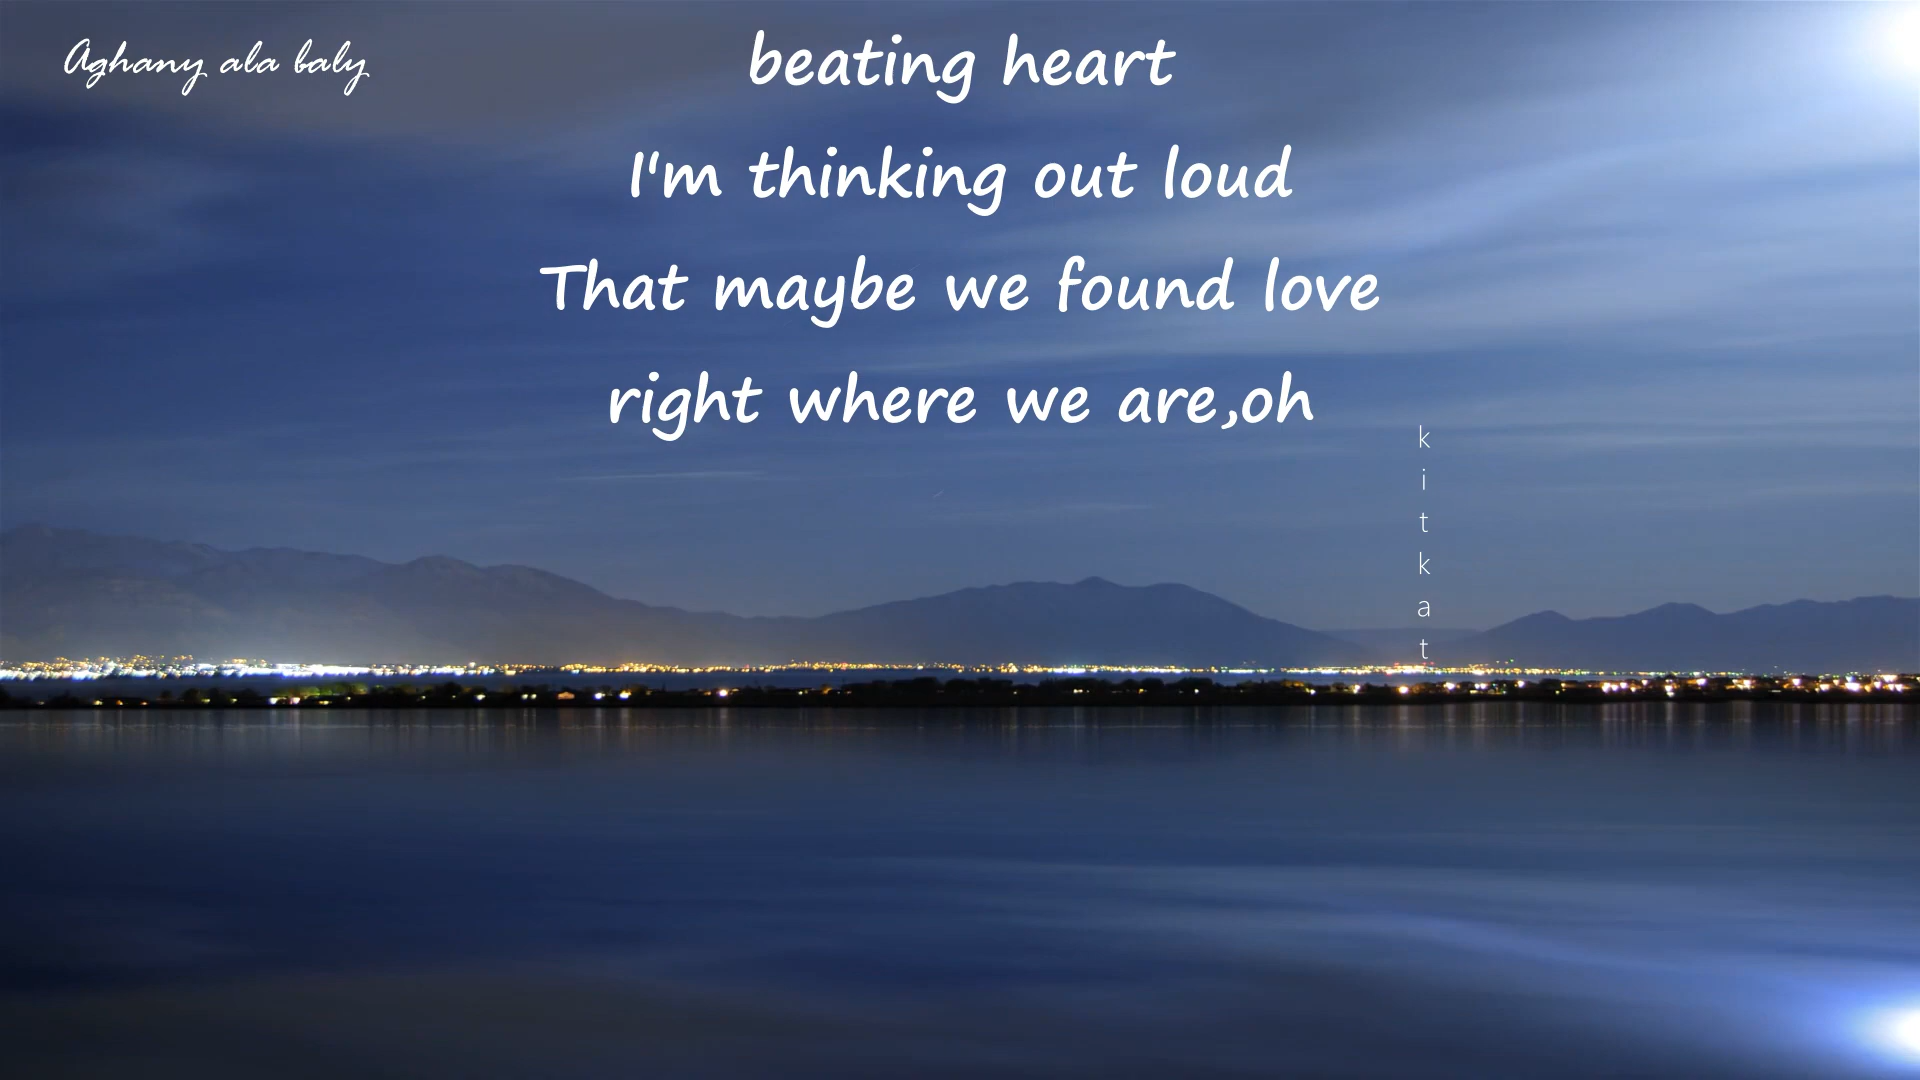 Aghany ala baly
beating heart
I'm thinking out loud
That maybe we found love
right where we are,oh
k
i
t
k
a
t